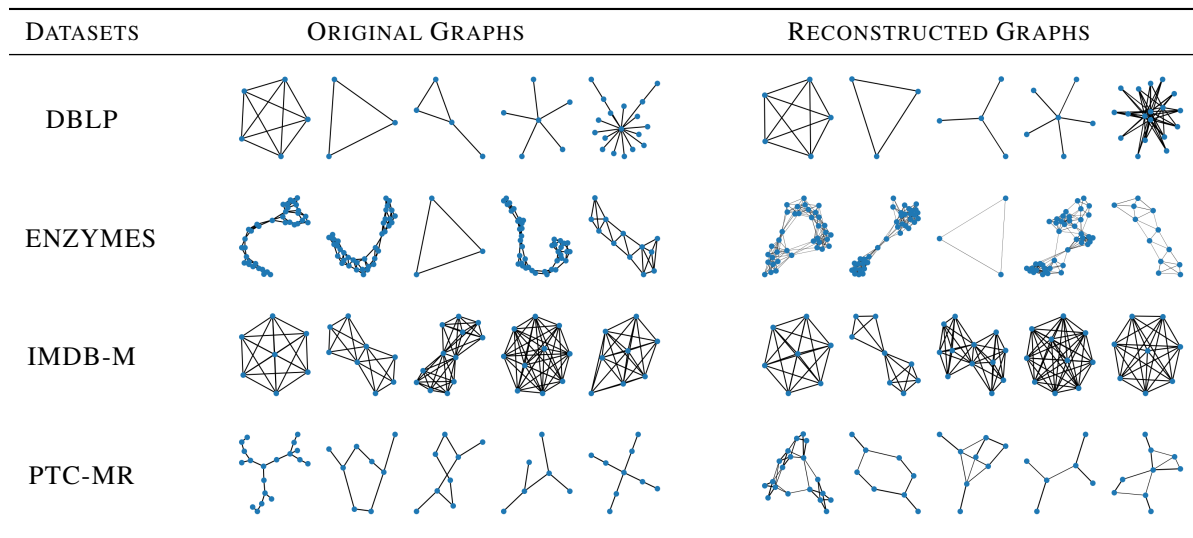 DATASETS ORIGINAL GRAPHS RECONSTRUCTED GRAPHS
DBLP
ENZYMES
IMDB-M
PTC-MR